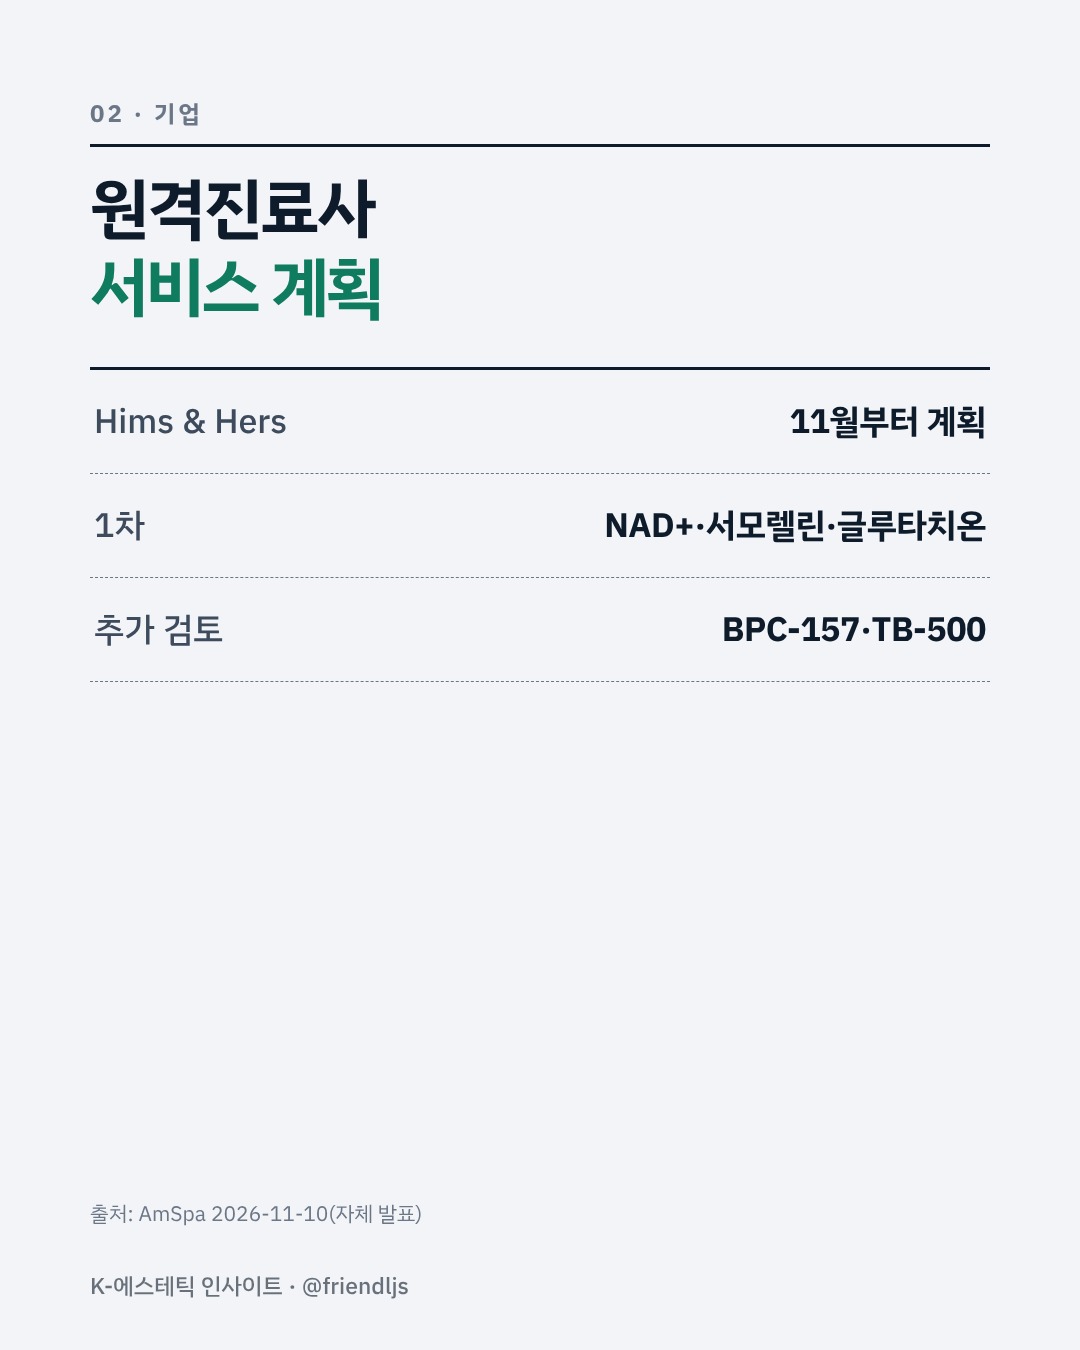 02 · 기업
원격진료사
서비스 계획
Hims & Hers 11월부터 계획
1차 NAD+·서모렐린·글루타치온
추가 검토 BPC-157·TB-500
출처: AmSpa 2026-11-10(자체 발표)
K-에스테틱 인사이트 · @friendljs